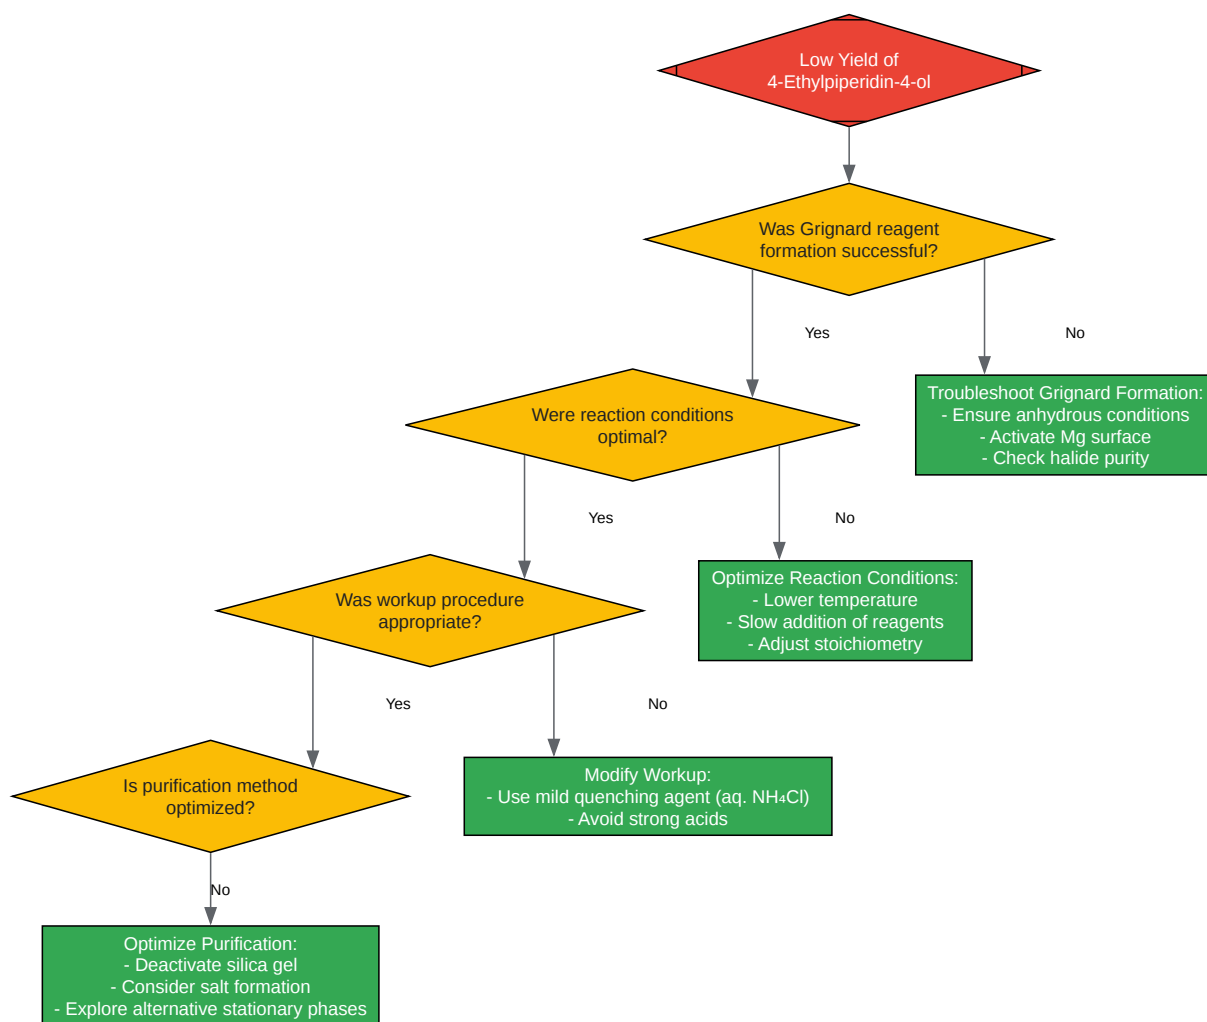 Low Yield of
4-Ethylpiperidin-4-ol
Was Grignard reagent
formation successful?
Yes
No
Were reaction conditions
optimal?
Troubleshoot Grignard Formation:
- Ensure anhydrous conditions
- Activate Mg surface
- Check halide purity
Yes
No
Was workup procedure
appropriate?
Optimize Reaction Conditions:
- Lower temperature
- Slow addition of reagents
- Adjust stoichiometry
Yes
No
Is purification method
optimized?
Modify Workup:
- Use mild quenching agent (aq. NH₄Cl)
- Avoid strong acids
No
Optimize Purification:
- Deactivate silica gel
- Consider salt formation
- Explore alternative stationary phases